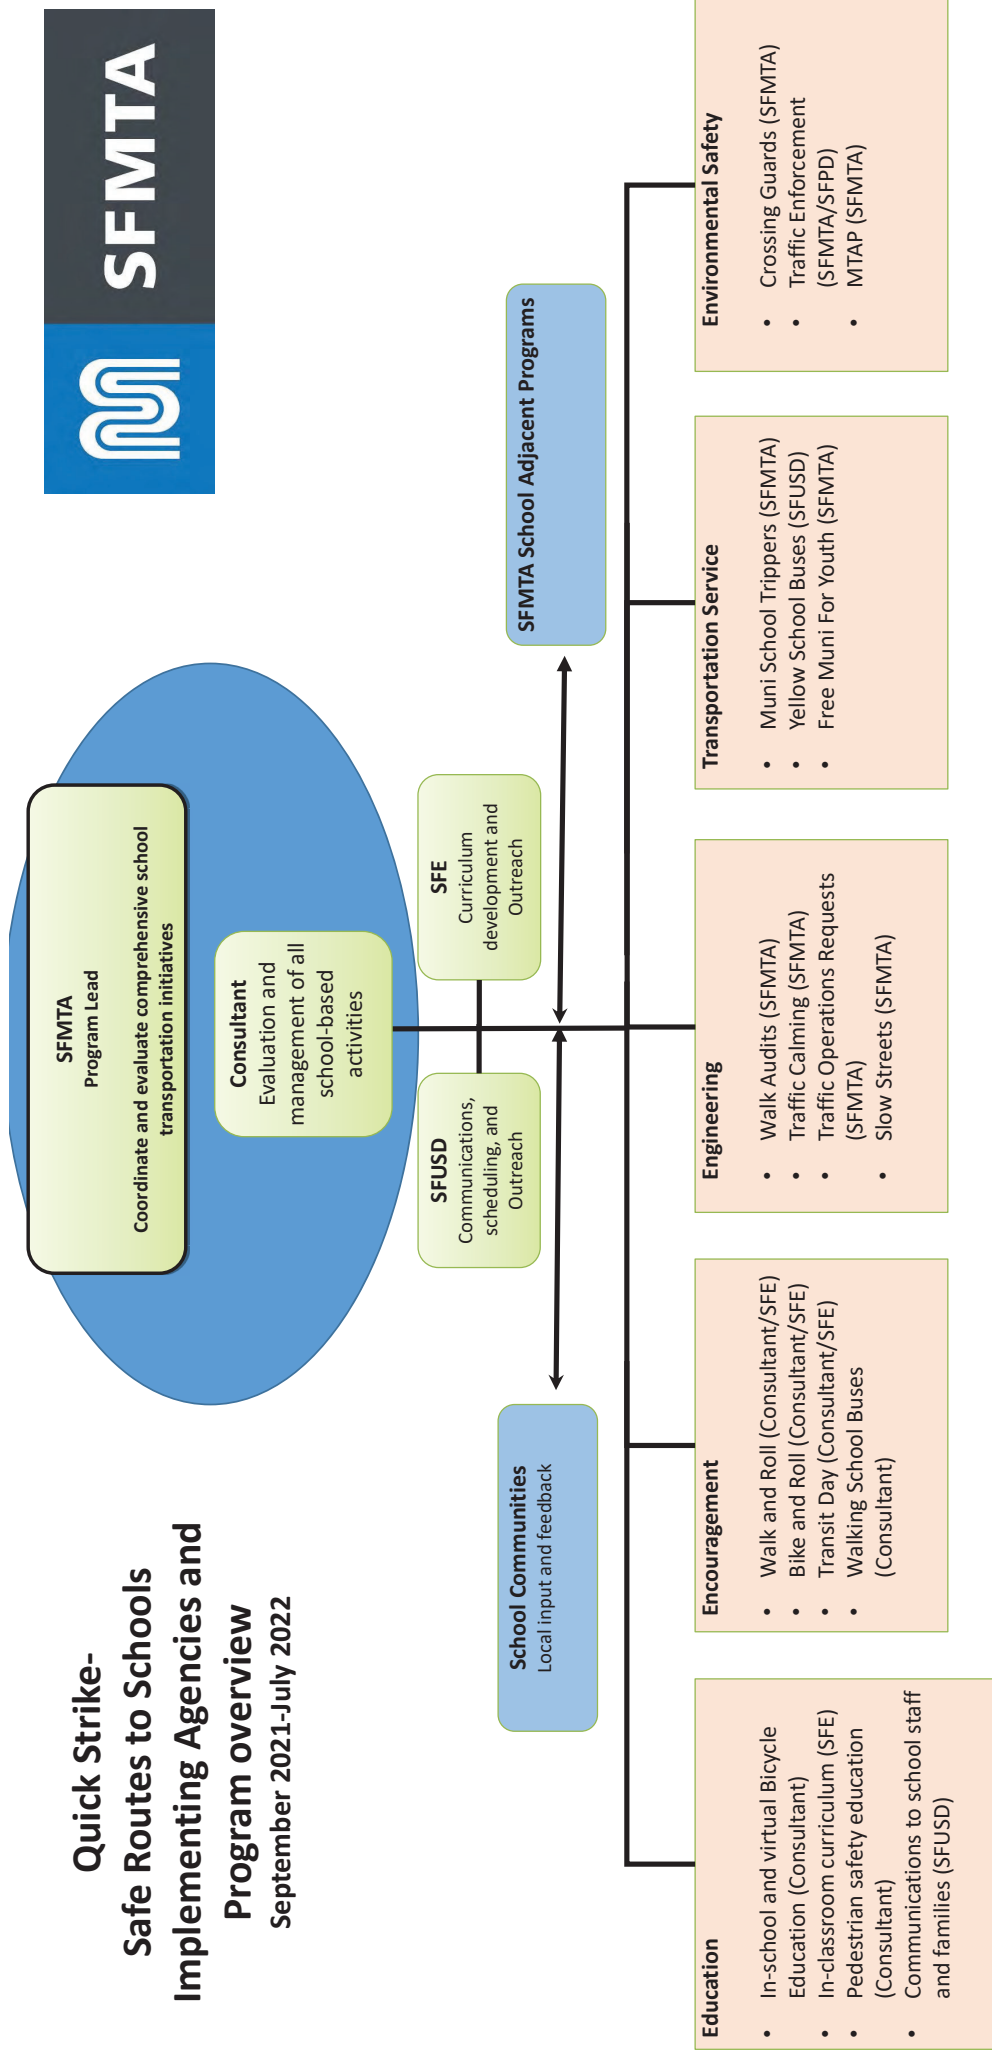 Quick Strike-
Safe Routes to Schools
Implementing Agencies and
Program overview
September 2021-July 2022
SFMTA
SFMTA
Program Lead
Coordinate and evaluate comprehensive school
transportation initiatives
Consultant
Evaluation and
management of all
school-based
activities
SFUSD
Communications,
scheduling, and
Outreach
SFE
Curriculum
development and
Outreach
School Communities
Local input and feedback
SFMTA School Adjacent Programs
Education
• In-school and virtual Bicycle
Education (Consultant)
• In-classroom curriculum (SFE)
• Pedestrian safety education
(Consultant)
• Communications to school staff
and families (SFUSD)
Encouragement
• Walk and Roll (Consultant/SFE)
• Bike and Roll (Consultant/SFE)
• Transit Day (Consultant/SFE)
• Walking School Buses
(Consultant)
Engineering
• Walk Audits (SFMTA)
• Traffic Calming (SFMTA)
• Traffic Operations Requests
(SFMTA)
• Slow Streets (SFMTA)
Transportation Service
• Muni School Trippers (SFMTA)
• Yellow School Buses (SFUSD)
• Free Muni For Youth (SFMTA)
Environmental Safety
• Crossing Guards (SFMTA)
• Traffic Enforcement
(SFMTA/SFPD)
• MTAP (SFMTA)